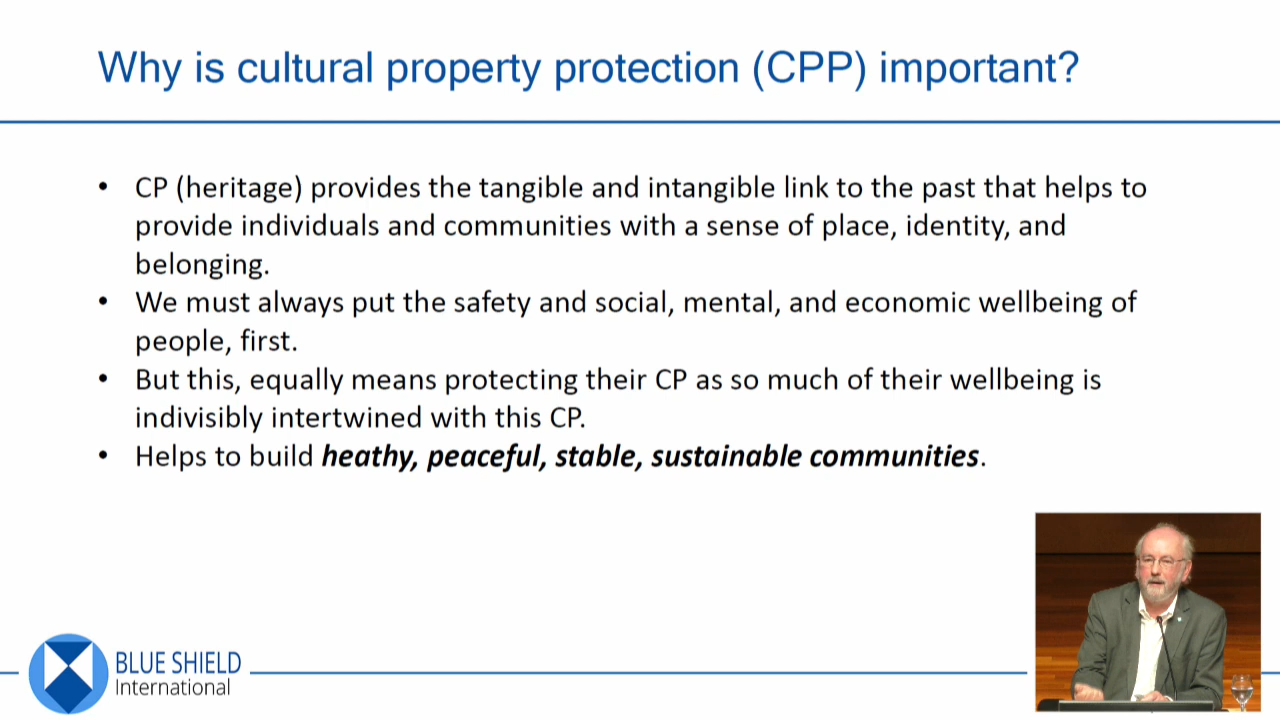 Why is cultural property protection (CPP) important?
• CP (heritage) provides the tangible and intangible link to the past that helps to
provide individuals and communities with a sense of place, identity, and
belonging.
• We must always put the safety and social, mental, and economic wellbeing of
people, first.
• But this, equally means protecting their CP as so much of their wellbeing is
indivisibly intertwined with this CP.
• Helps to build heathy, peaceful, stable, sustainable communities.
BLUE SHIELD
International